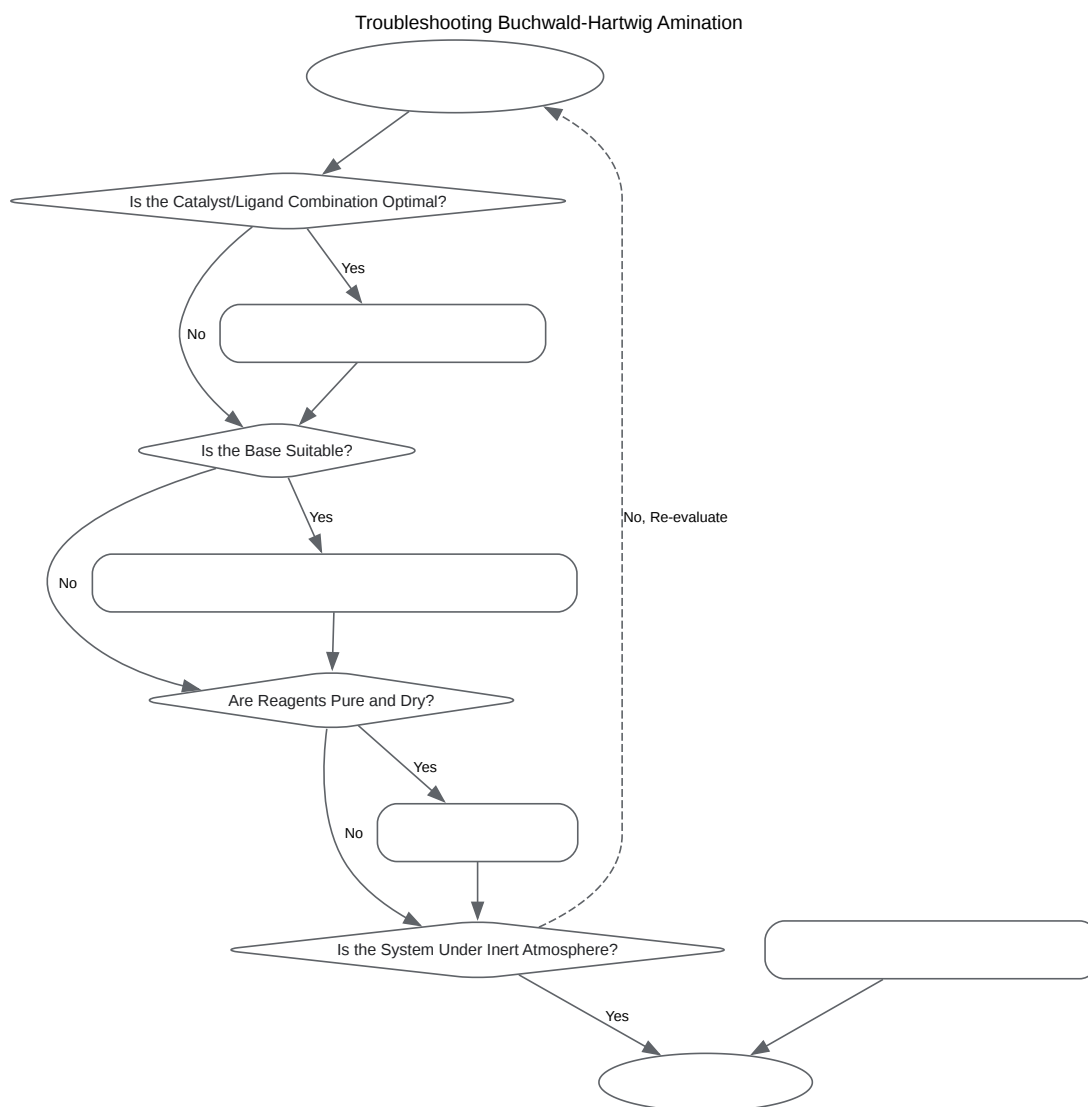 Troubleshooting Buchwald-Hartwig Amination
Is the Catalyst/Ligand Combination Optimal?
Yes
No
Is the Base Suitable?
Yes
No, Re-evaluate
No
Are Reagents Pure and Dry?
Yes
No
Is the System Under Inert Atmosphere?
Yes